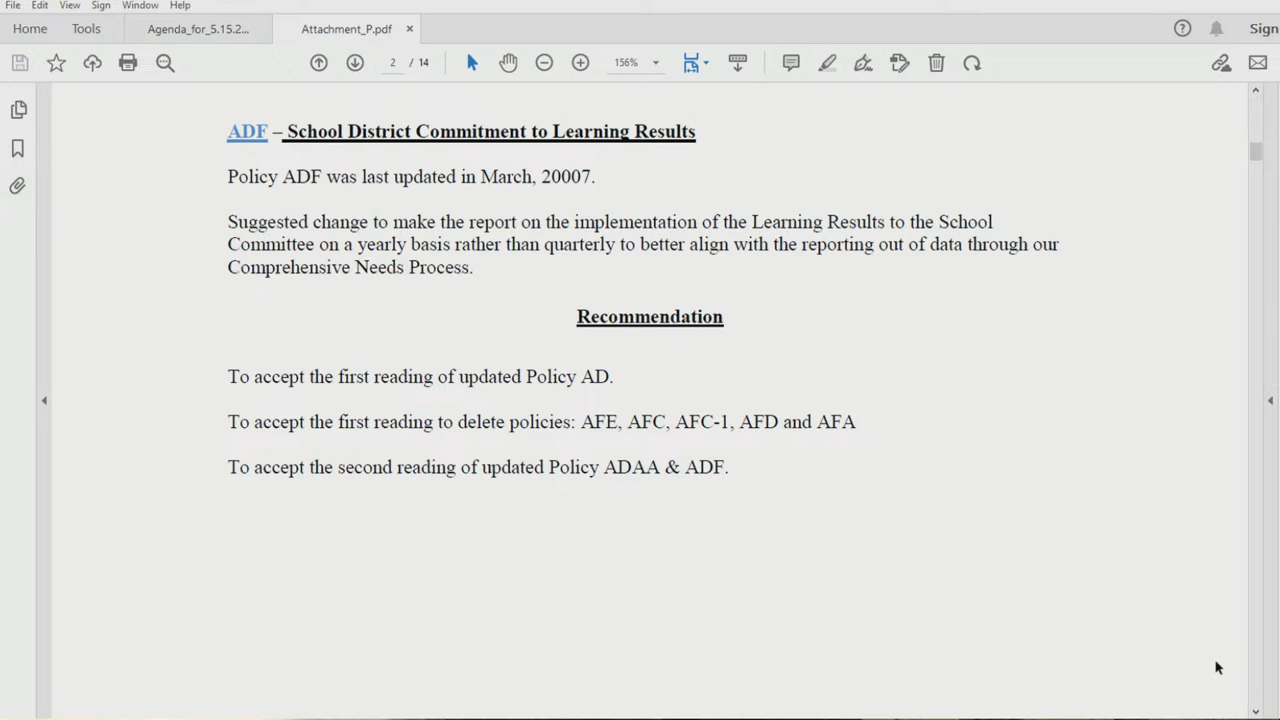 File Edit View Sign Window Help
Home Tools Agenda_for_5.15.2... Attachment_P.pdf × Sign
2 / 14 156%
ADF – School District Commitment to Learning Results
Policy ADF was last updated in March, 20007.
Suggested change to make the report on the implementation of the Learning Results to the School
Committee on a yearly basis rather than quarterly to better align with the reporting out of data through our
Comprehensive Needs Process.
Recommendation
To accept the first reading of updated Policy AD.
To accept the first reading to delete policies: AFE, AFC, AFC-1, AFD and AFA
To accept the second reading of updated Policy ADAA & ADF.